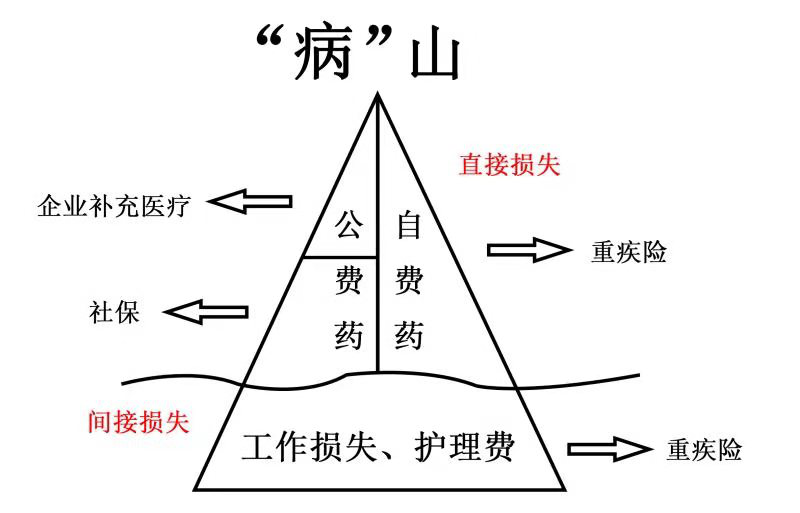 “病”山
直接损失
企业补充医疗
公费药
自费药
重疾险
社保
间接损失
工作损失、护理费
重疾险